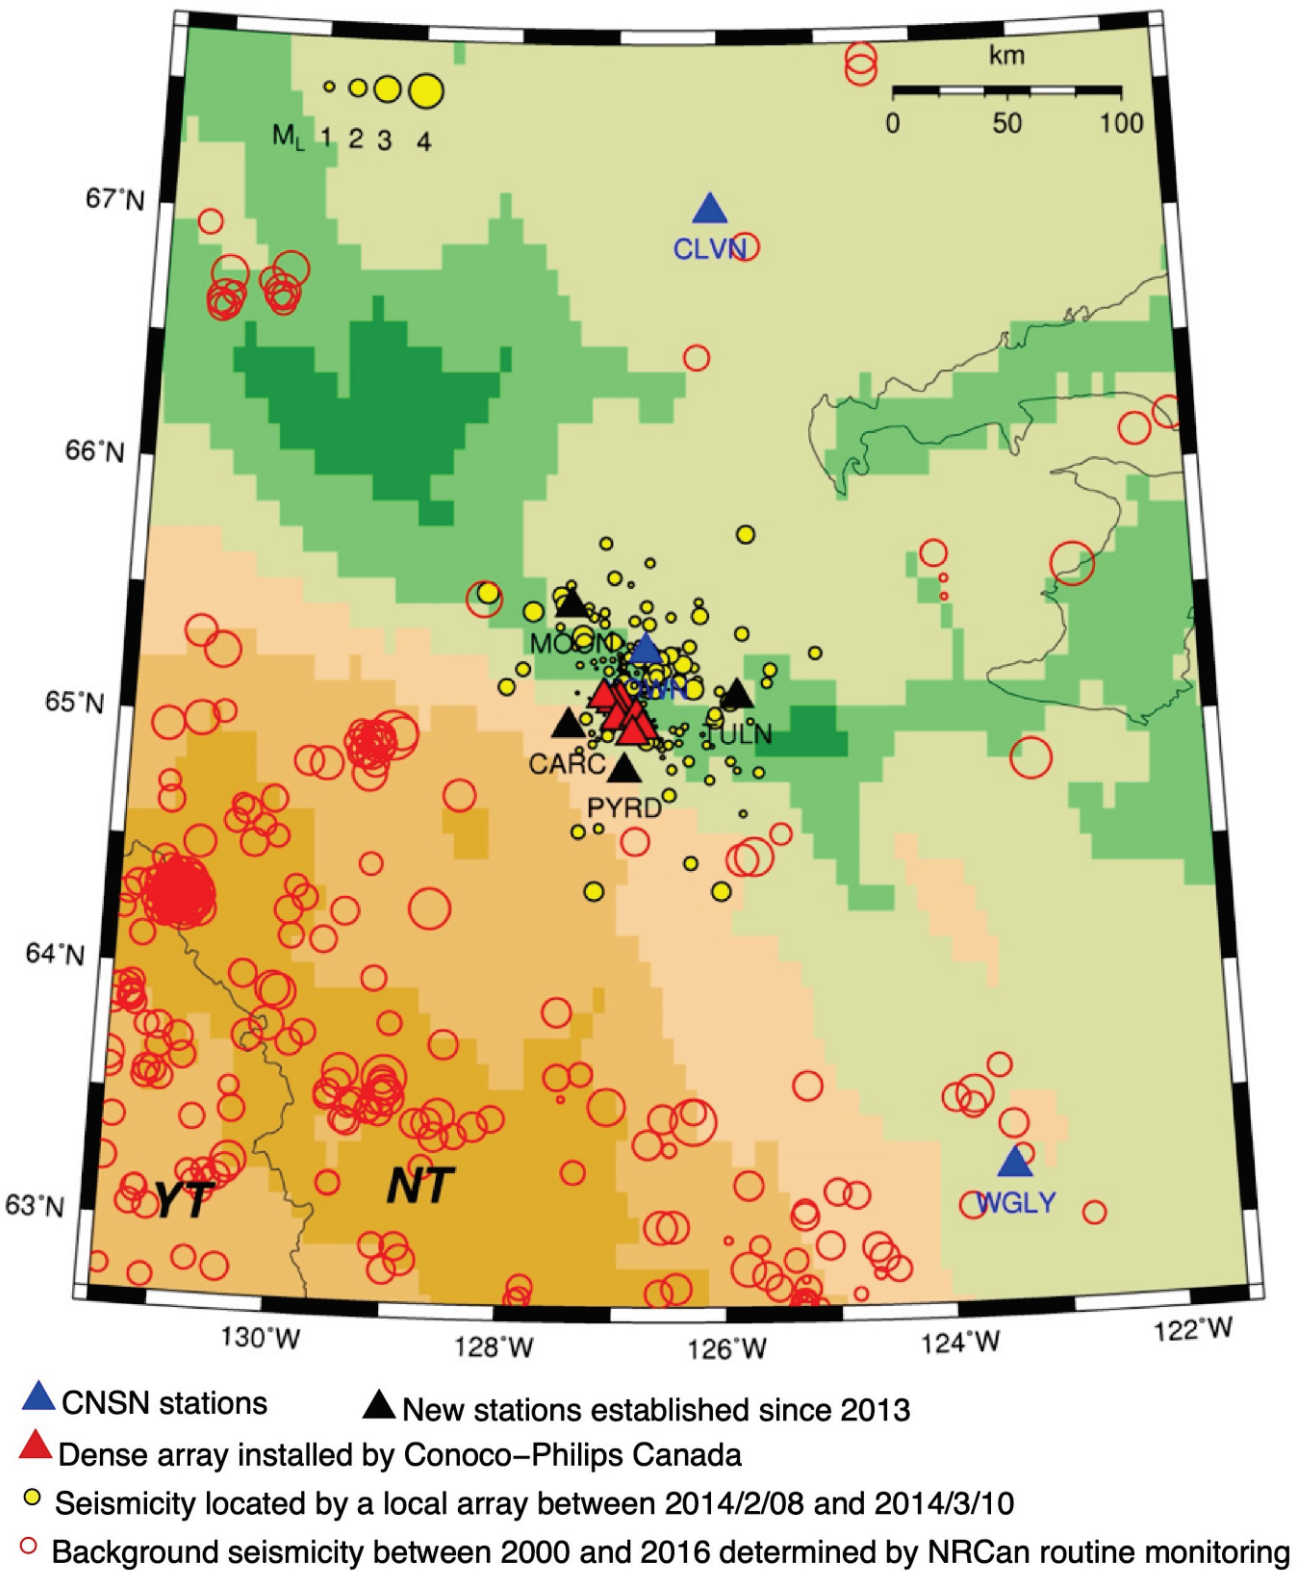 km
0 50 100
ML 1 2 3 4
67°N
CLVN
66°N
MOON
65°N
TULN
CARC
PYRD
64°N
NT
YT
WGLY
63°N
130°W 128°W 126°W 124°W 122°W
CNSN stations
New stations established since 2013
Dense array installed by Conoco–Philips Canada
Seismicity located by a local array between 2014/2/08 and 2014/3/10
Background seismicity between 2000 and 2016 determined by NRCan routine monitoring